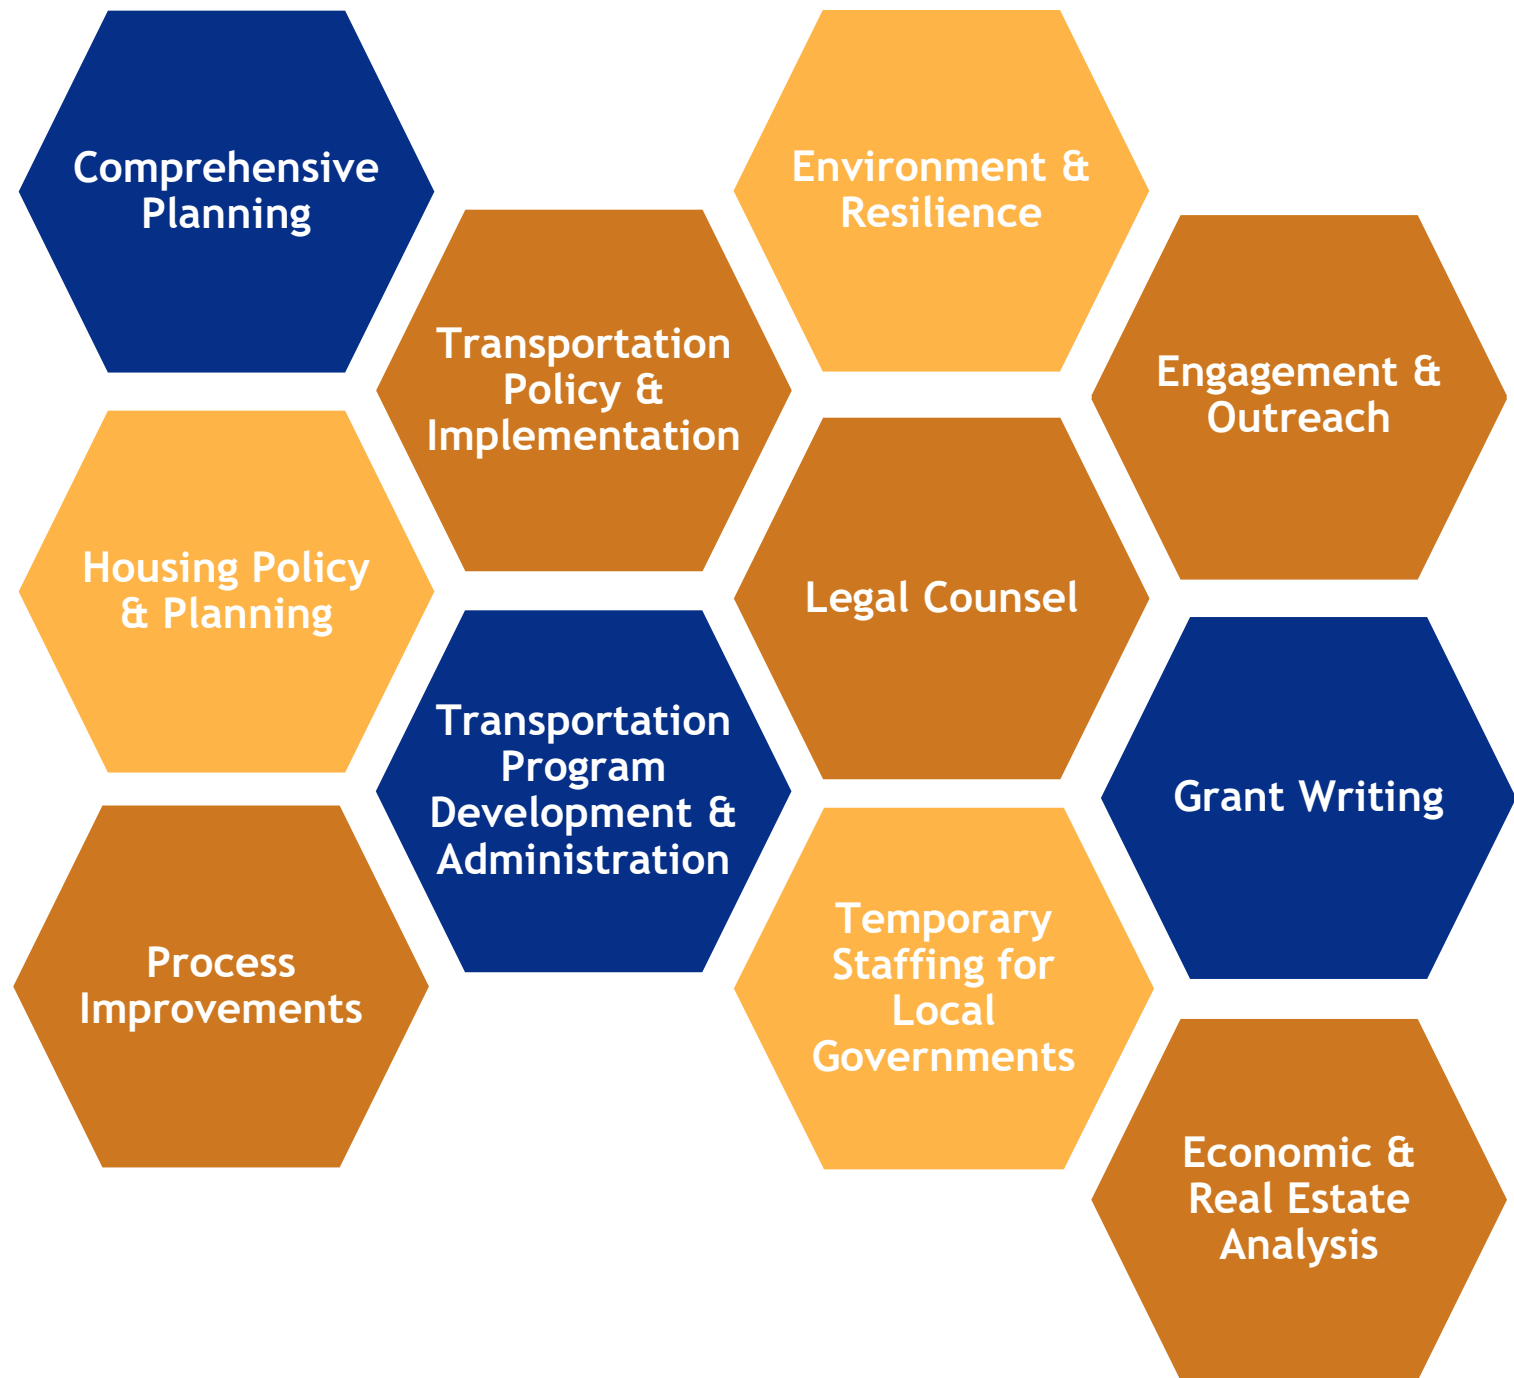 Comprehensive
Planning
Environment &
Resilience
Transportation
Policy &
Implementation
Engagement &
Outreach
Housing Policy
& Planning
Legal Counsel
Transportation
Program
Development &
Administration
Grant Writing
Process
Improvements
Temporary
Staffing for
Local
Governments
Economic &
Real Estate
Analysis